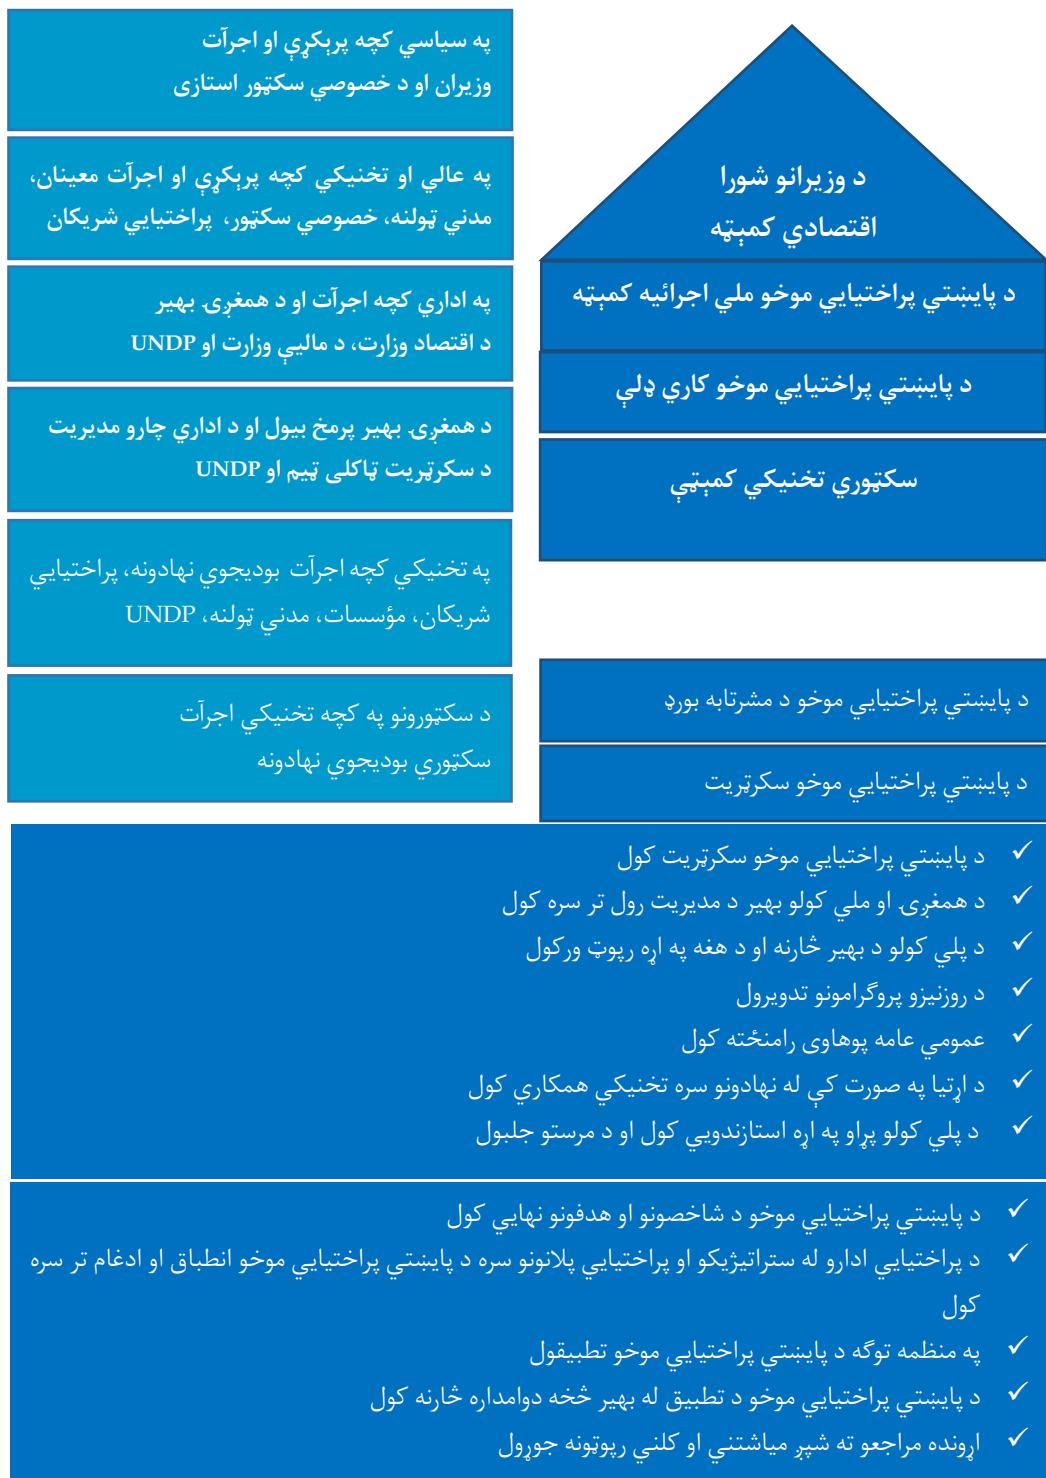 په سیاسي کچه پرېکړې او اجرآت
وزیران او د خصوصي سکټور استازی
په عالي او تخنیکي کچه پرېکړې او اجرآت معینان،
مدني ټولنه، خصوصي سکټور، پراختیایي شریکان
په اداري کچه اجرآت او د همغږۍ بهیر
د اقتصاد وزارت، د مالیې وزارت او UNDP
د همغږۍ بهیر پرمخ بیول او د اداري چارو مدیریت
د سکرټریت ټاکلی ټیم او UNDP
په تخنیکي کچه اجرآت بودیجوي نهادونه، پراختیایي
شریکان، مؤسسات، مدني ټولنه، UNDP
د سکټورونو په کچه تخنیکي اجرآت
سکټوري بودیجوي نهادونه
د وزیرانو شورا
اقتصادي کمېټه
د پایښتي پراختیایي موخو ملي اجرائیه کمېټه
د پایښتي پراختیایي موخو کاري ډلې
سکټوري تخنیکي کمېټې
د پایښتي پراختیایي موخو د مشرتابه بورډ
د پایښتي پراختیایي موخو سکرټریت
✓ د پایښتي پراختیایي موخو سکرټریت کول
✓ د همغږۍ او ملي کولو بهیر د مدیریت رول تر سره کول
✓ د پلي کولو د بهیر څارنه او د هغه په اړه رپوټ ورکول
✓ د روزنیزو پروګرامونو تدویرول
✓ عمومي عامه پوهاوی رامنځته کول
✓ د اړتیا په صورت کې له نهادونو سره تخنیکي همکاري کول
✓ د پلي کولو پړاو په اړه استازندویي کول او د مرستو جلبول
✓ د پایښتي پراختیایي موخو د شاخصونو او هدفونو نهایي کول
✓ د پراختیایي ادارو له ستراتیژیکو او پراختیایي پلانونو سره د پایښتي پراختیایي موخو انطباق او ادغام تر سره
کول
✓ په منظمه توګه د پایښتي پراختیایي موخو تطبیقول
✓ د پایښتي پراختیایي موخو د تطبیق له بهیر څخه دوامداره څارنه کول
✓ اړونده مراجعو ته شپږ میاشتني او کلني رپوټونه جوړول